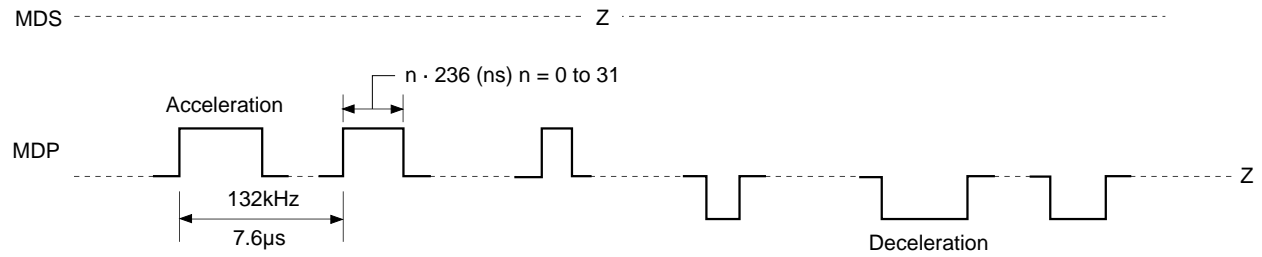 MDS Z
n · 236 (ns) n = 0 to 31
Acceleration
MDP
Z
132kHz
7.6µs
Deceleration